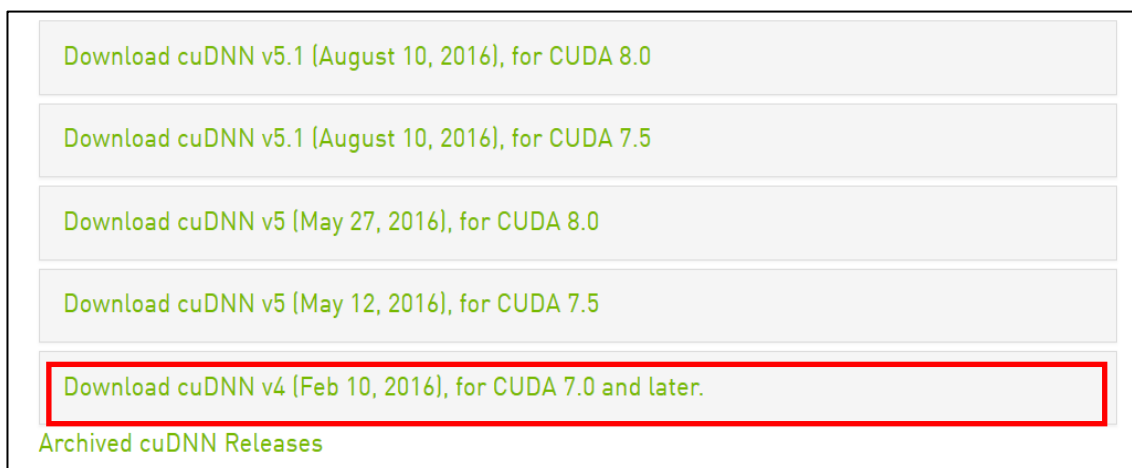 Download cuDNN v5.1 (August 10, 2016), for CUDA 8.0
Download cuDNN v5.1 (August 10, 2016), for CUDA 7.5
Download cuDNN v5 (May 27, 2016), for CUDA 8.0
Download cuDNN v5 (May 12, 2016), for CUDA 7.5
Download cuDNN v4 (Feb 10, 2016), for CUDA 7.0 and later.
Archived cuDNN Releases